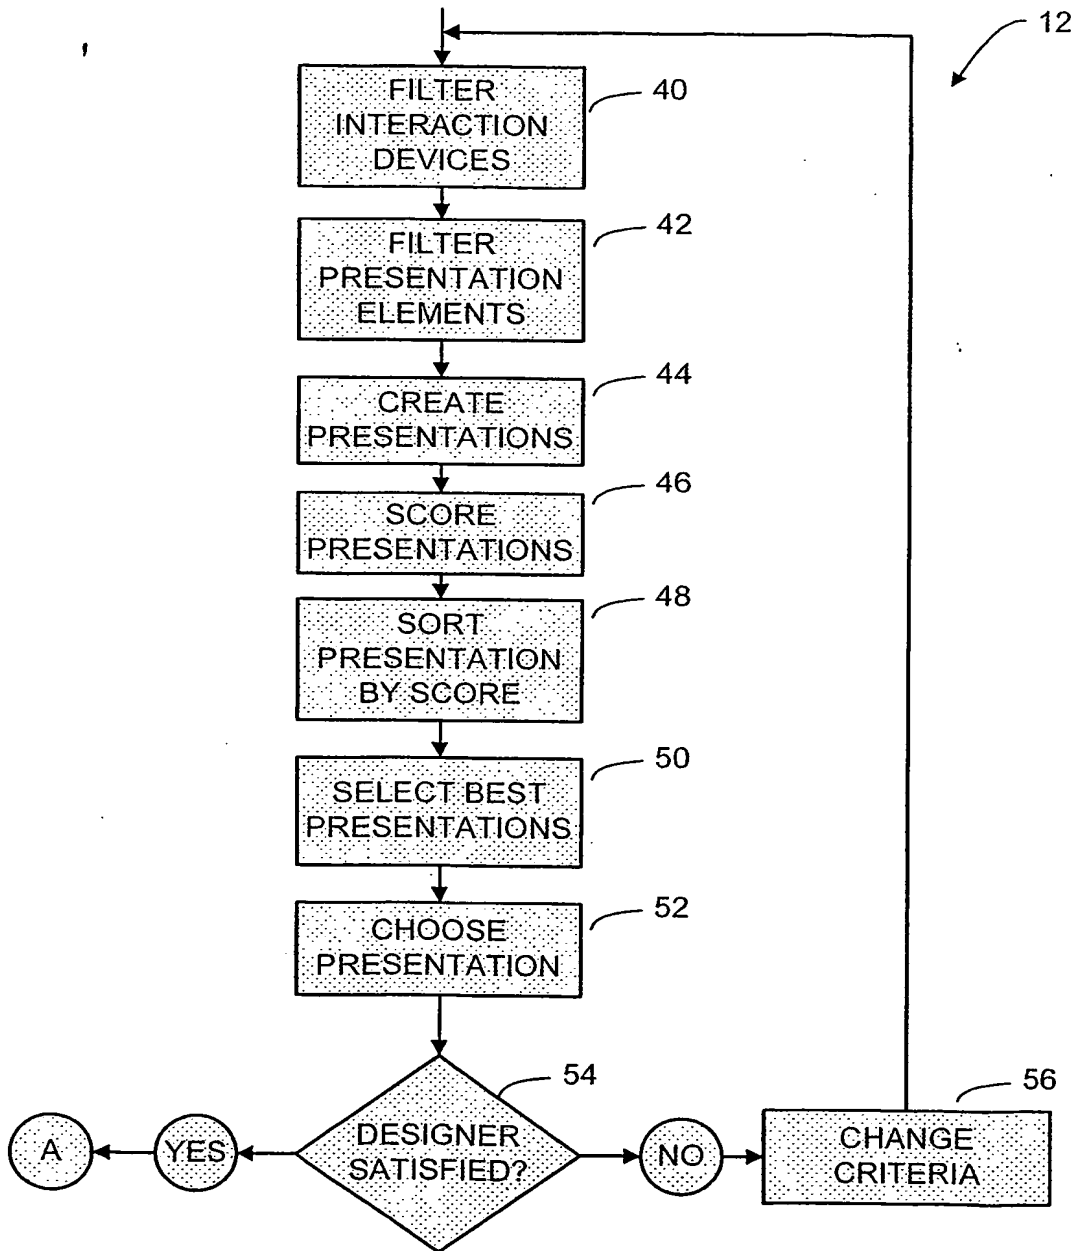 12
FILTER
INTERACTION
DEVICES
40
FILTER
PRESENTATION
ELEMENTS
42
CREATE
PRESENTATIONS
44
SCORE
PRESENTATIONS
46
SORT
PRESENTATION
BY SCORE
48
SELECT BEST
PRESENTATIONS
50
CHOOSE
PRESENTATION
52
DESIGNER
SATISFIED?
54
A
YES
NO
CHANGE
CRITERIA
56